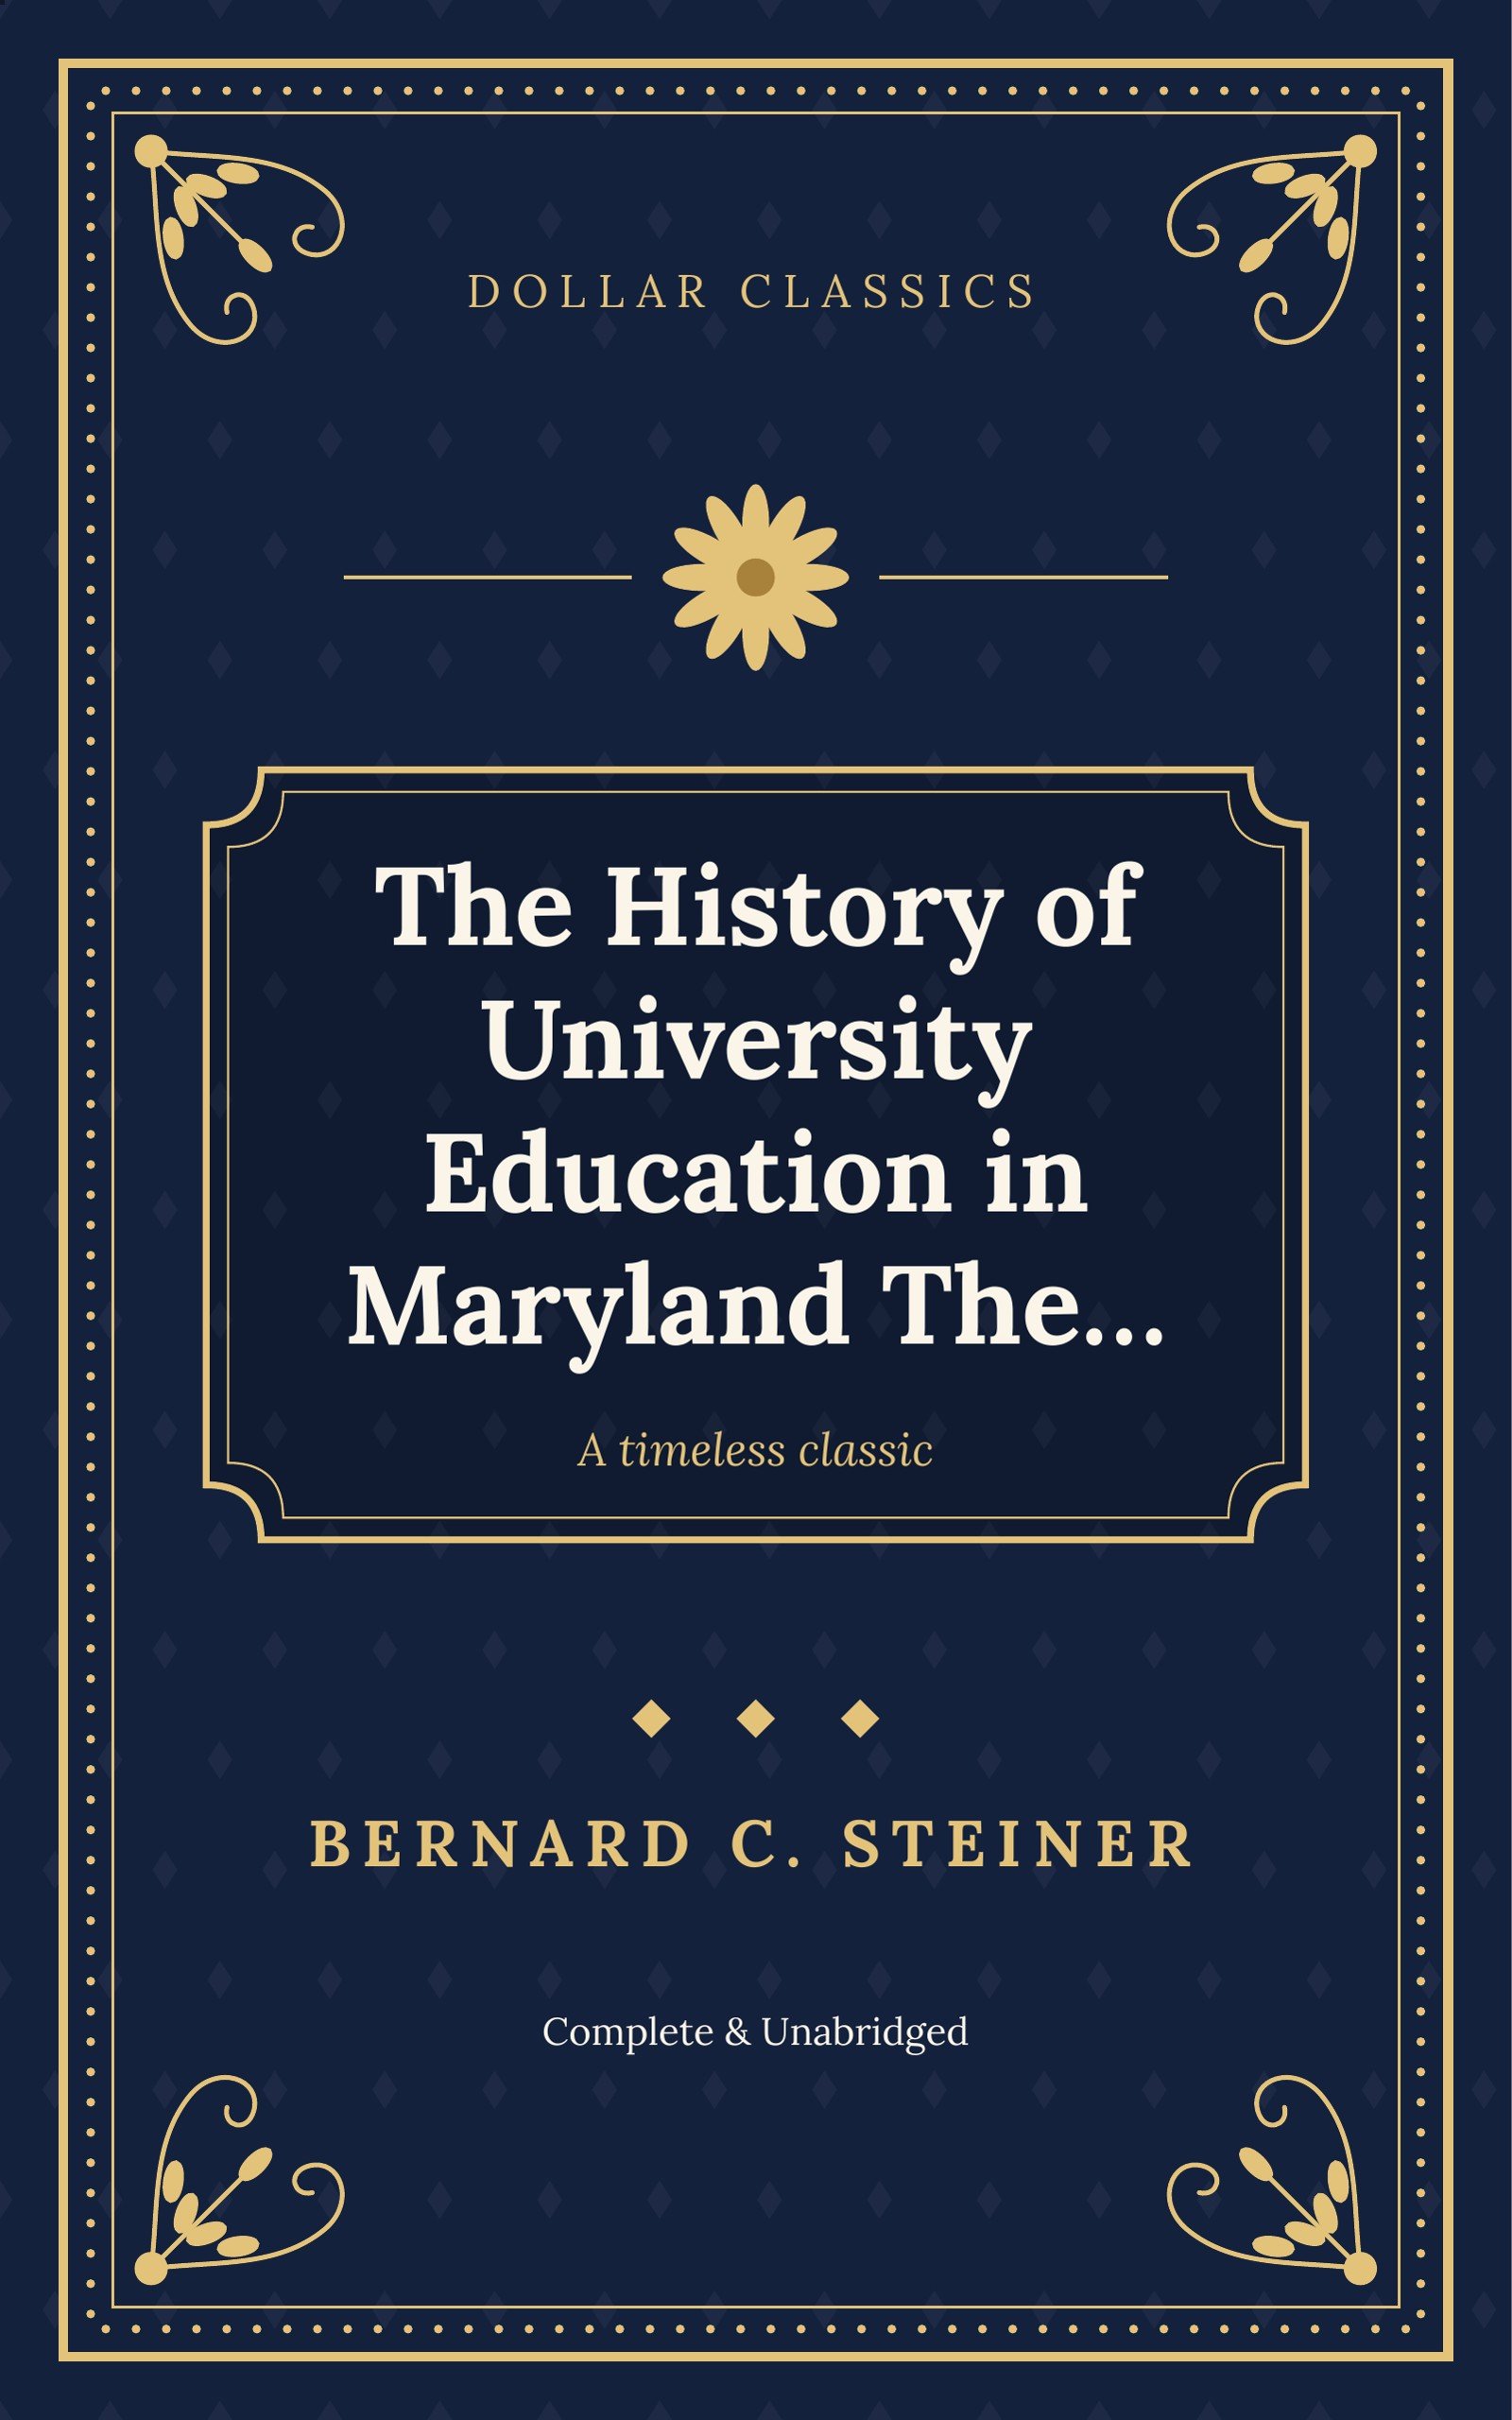 DOLLAR CLASSICS
The History of
University
Education in
Maryland The...
A timeless classic
BERNARD C. STEINER
Complete & Unabridged